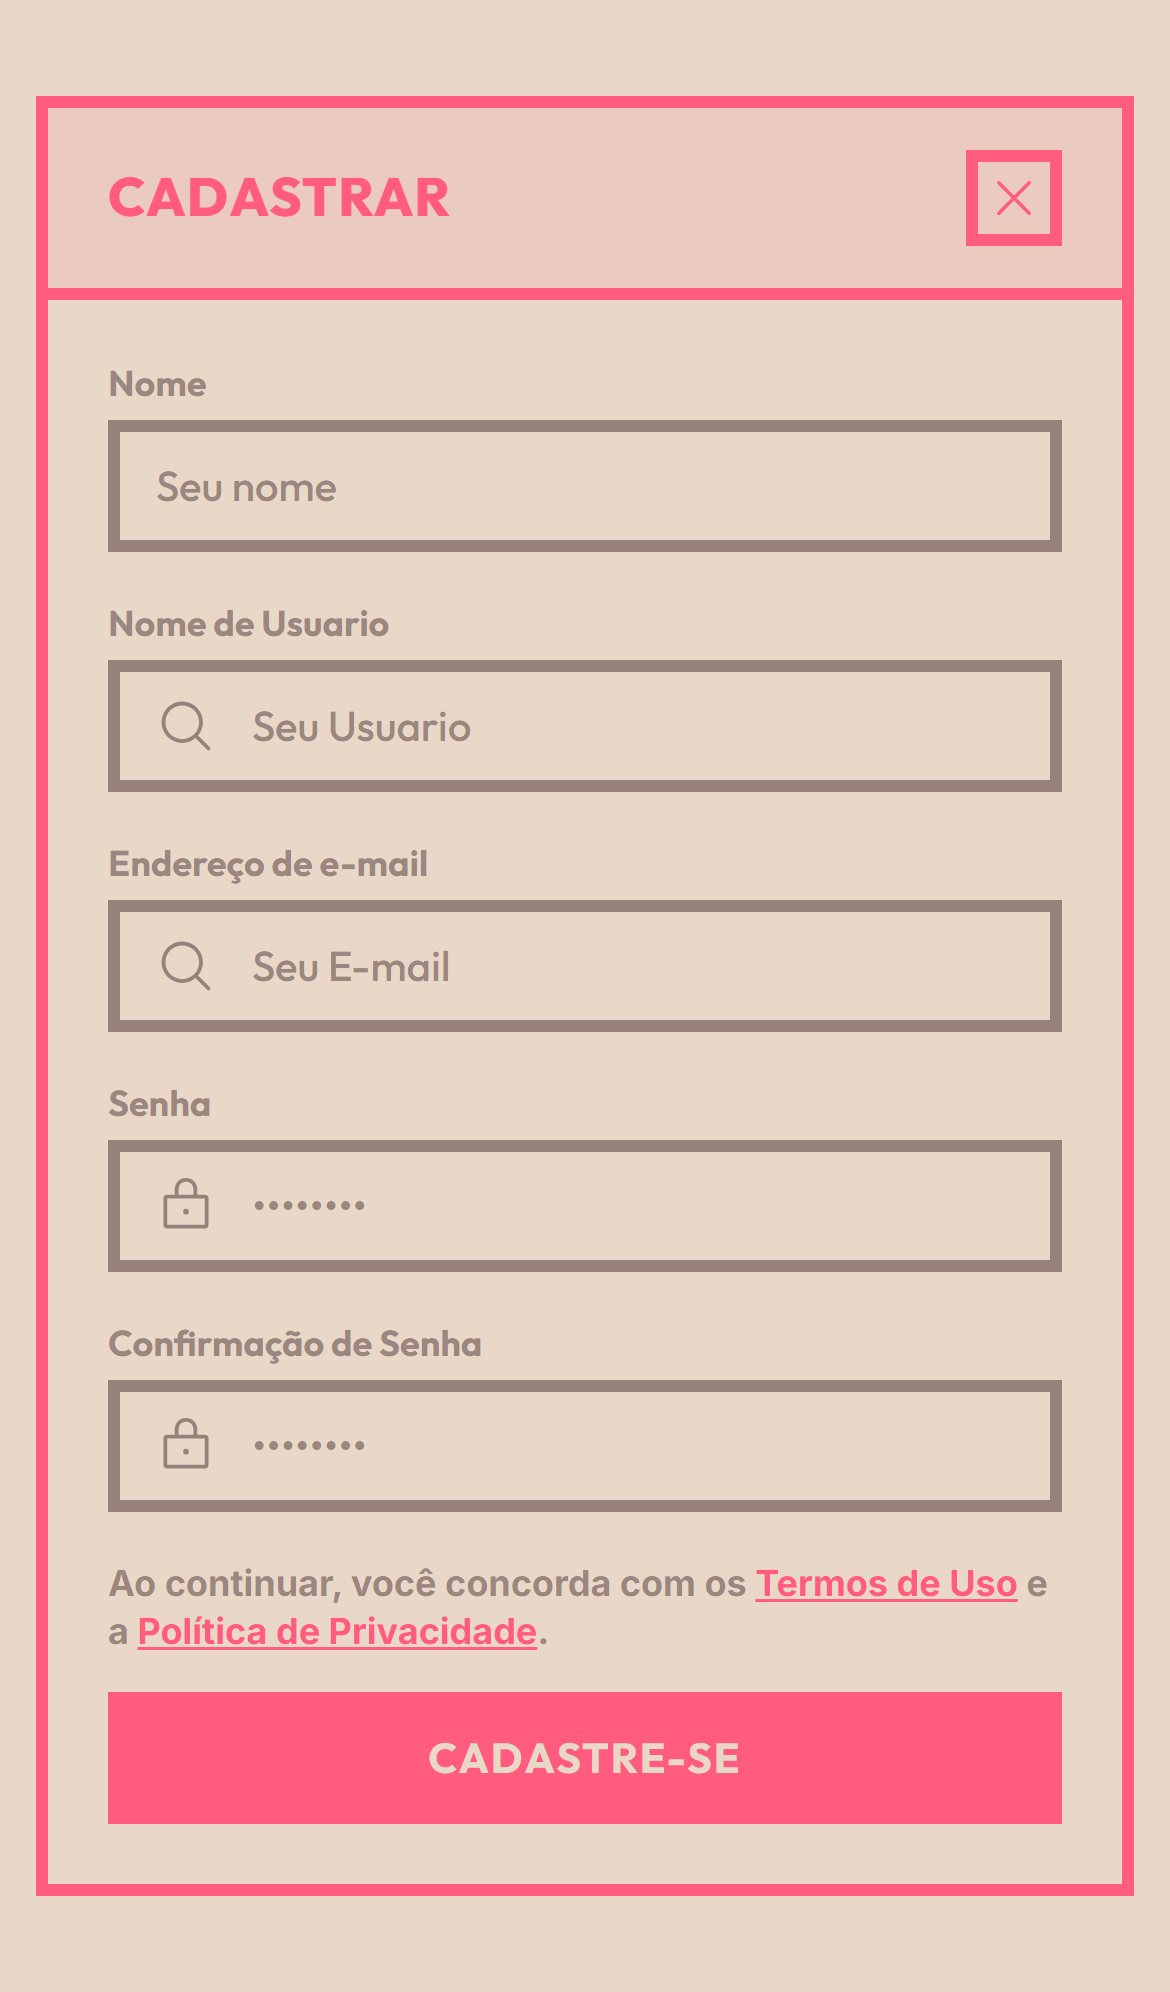 CADASTRAR
Nome
Seu nome
Nome de Usuario
Seu Usuario
Endereço de e-mail
Seu E-mail
Senha
••••••••
Confirmação de Senha
••••••••
Ao continuar, você concorda com os Termos de Uso e
a Política de Privacidade.
CADASTRE-SE